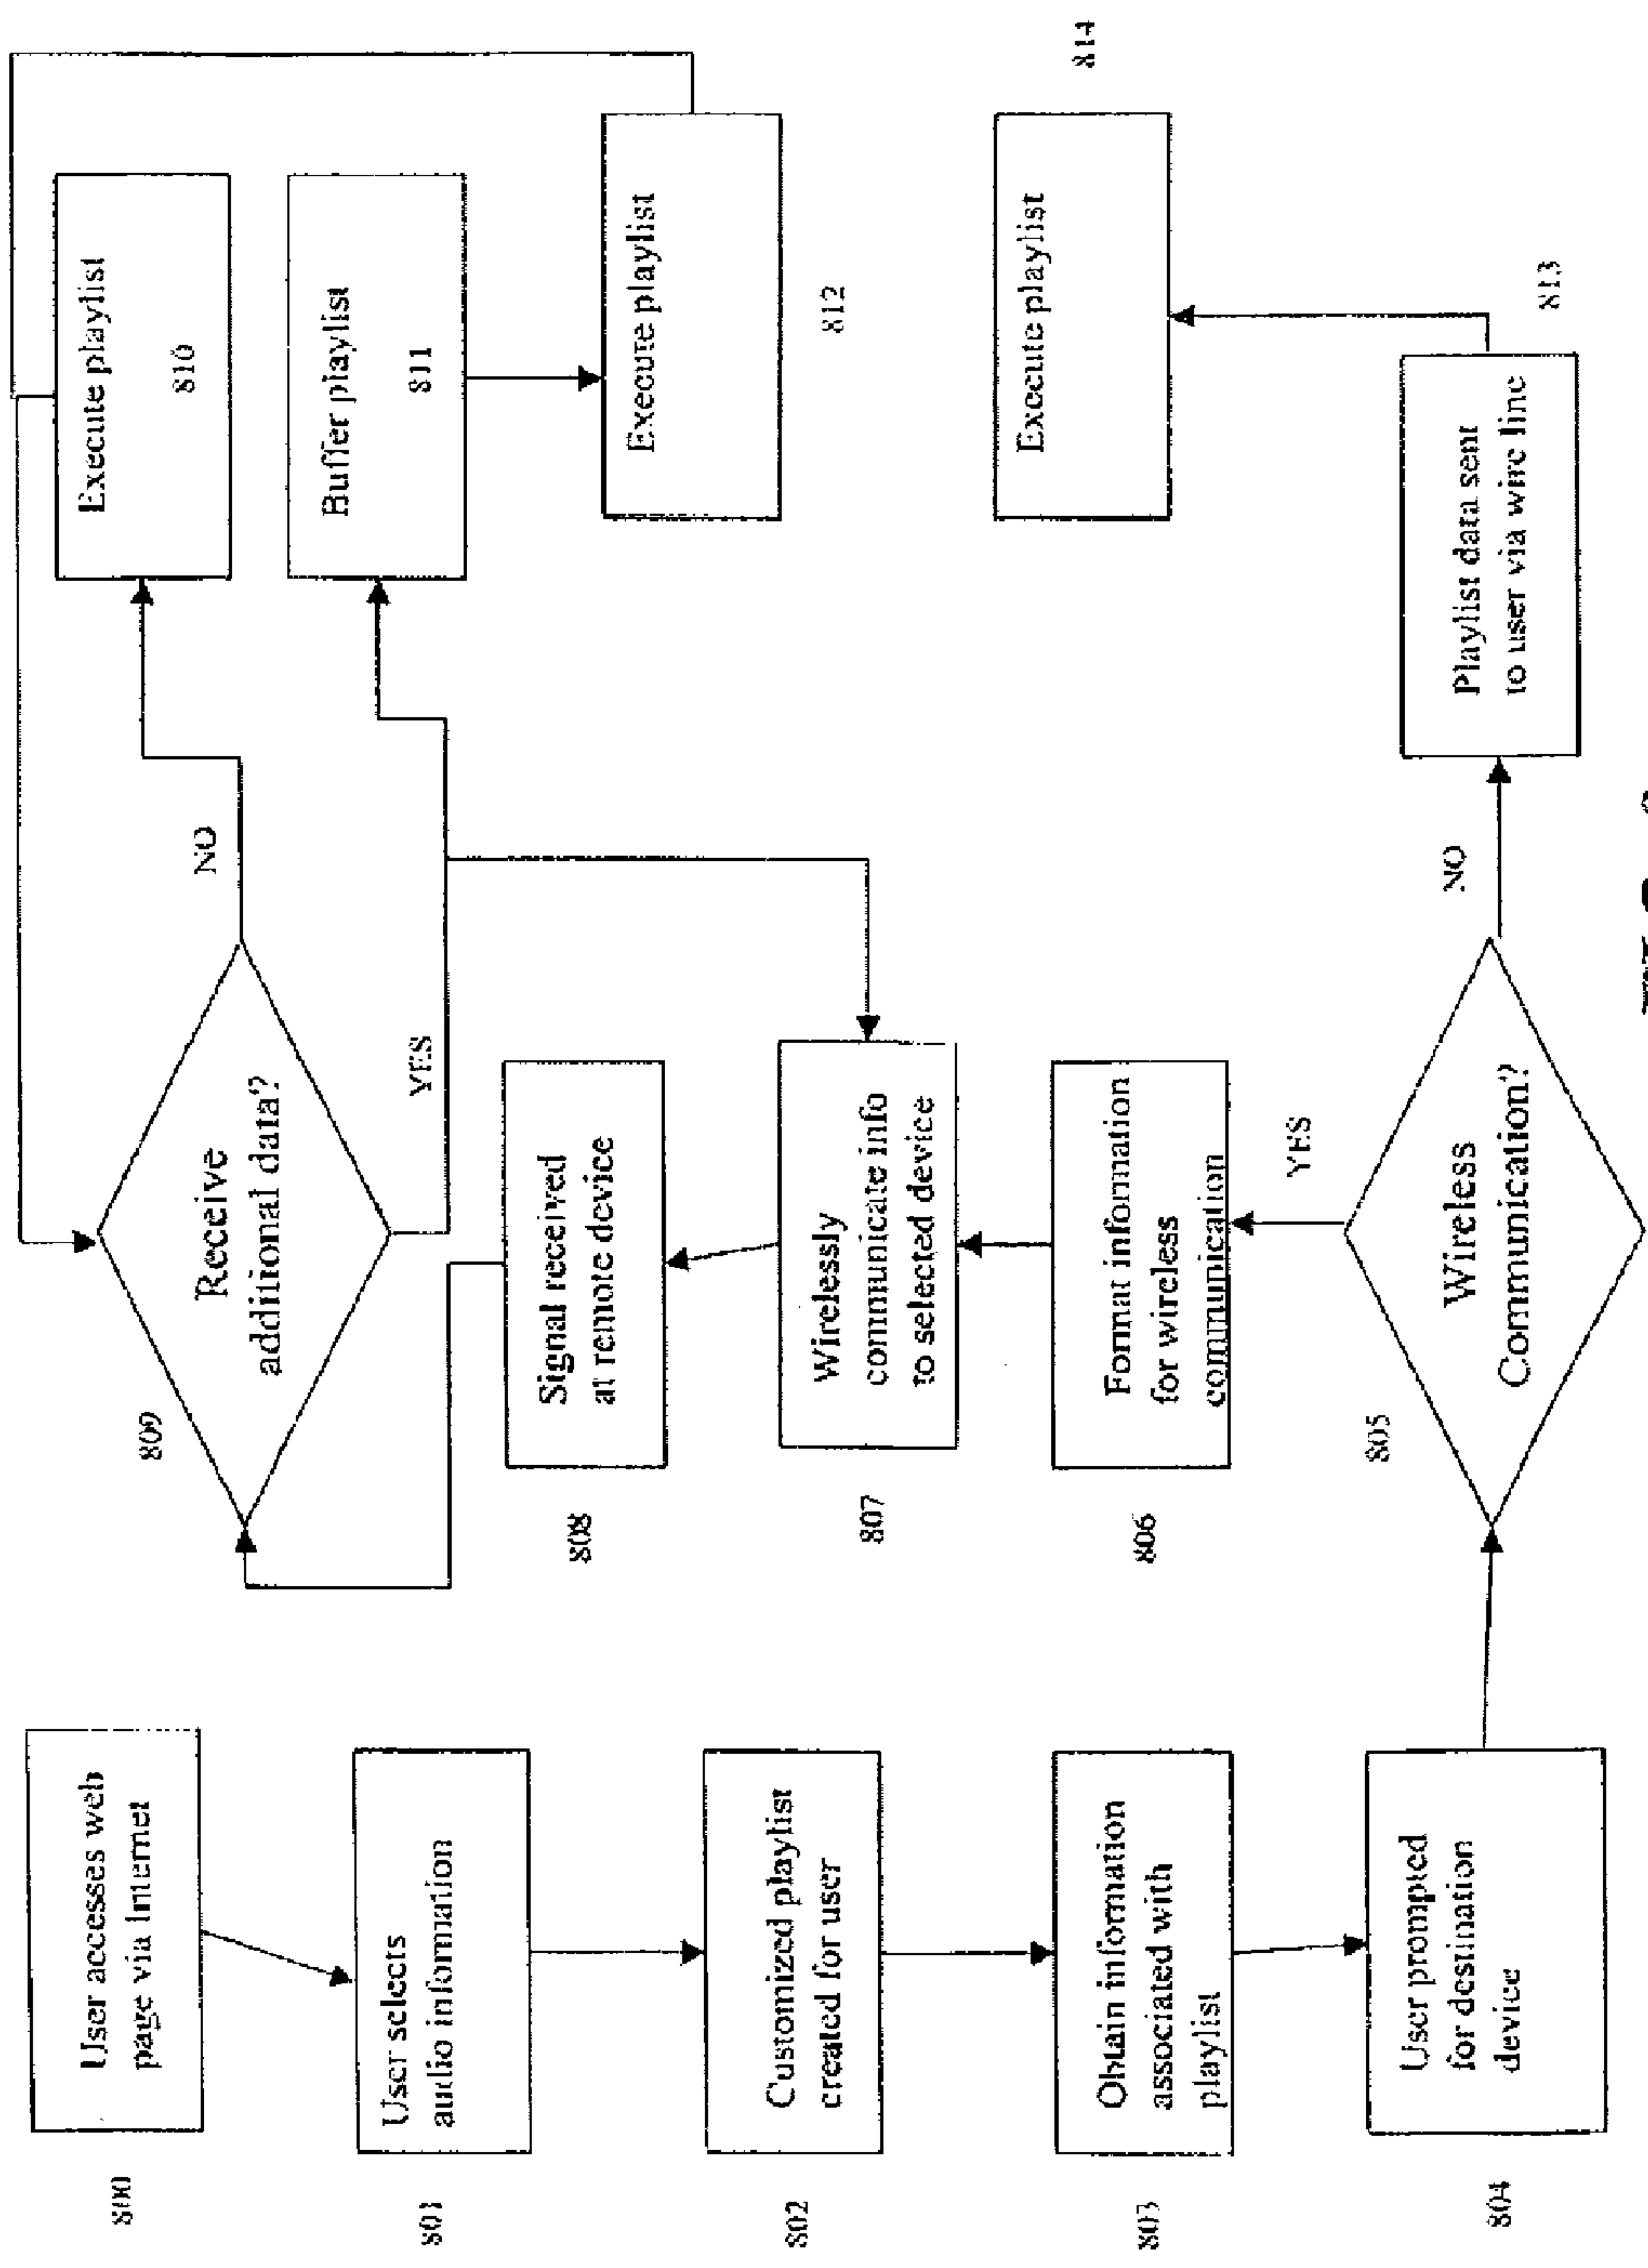 User accesses web
page via Internet
800
User selects
audio information
801
Customized playlist
created for user
802
Obtain information
associated with
playlist
803
User prompted
for destination
device
804
Wireless
Communication?
805
YES
NO
Format information
for wireless
communication
806
Wirelessly
communicate info
to selected device
807
Signal received
at remote device
808
Receive
additional data?
809
NO
YES
Execute playlist
810
Buffer playlist
811
Execute playlist
812
Playlist data sent
to user via wire line
813
Execute playlist
814